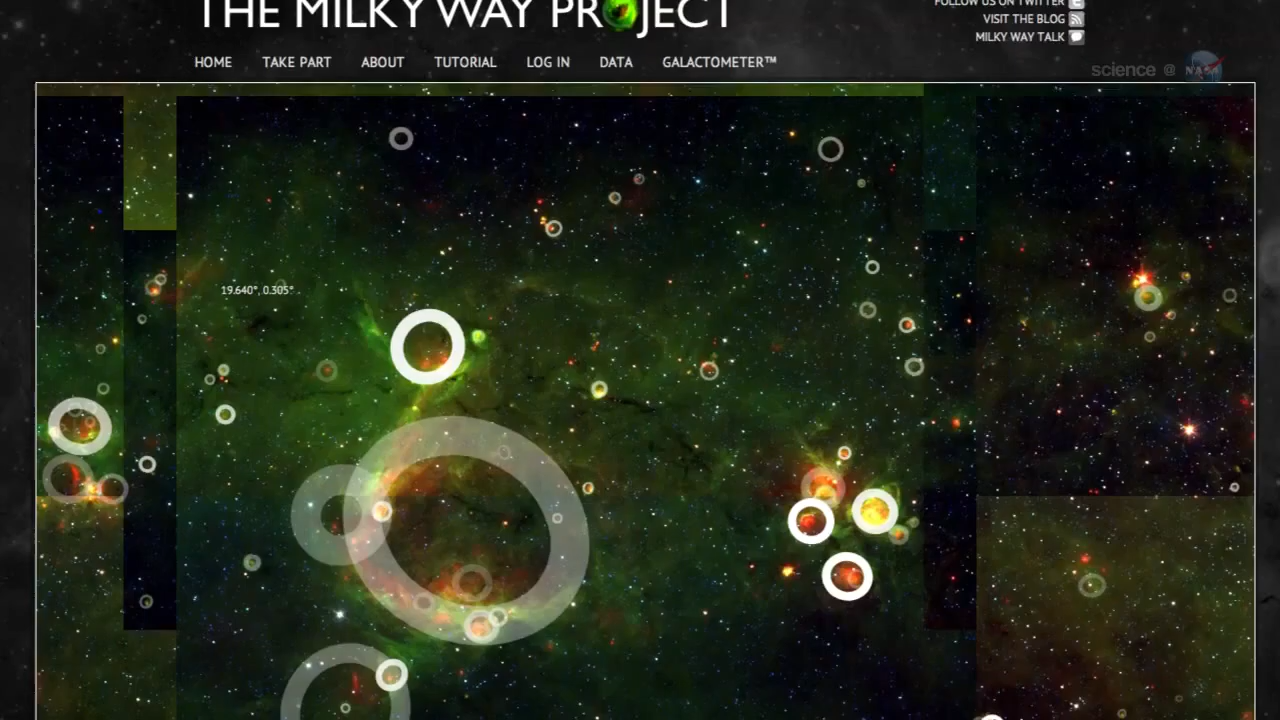 THE MILKY WAY PROJECT
FOLLOW US ON TWITTER
VISIT THE BLOG
MILKY WAY TALK
HOME TAKE PART ABOUT TUTORIAL LOG IN DATA GALACTOMETER™
science @ NASA
19.640°, 0.305°